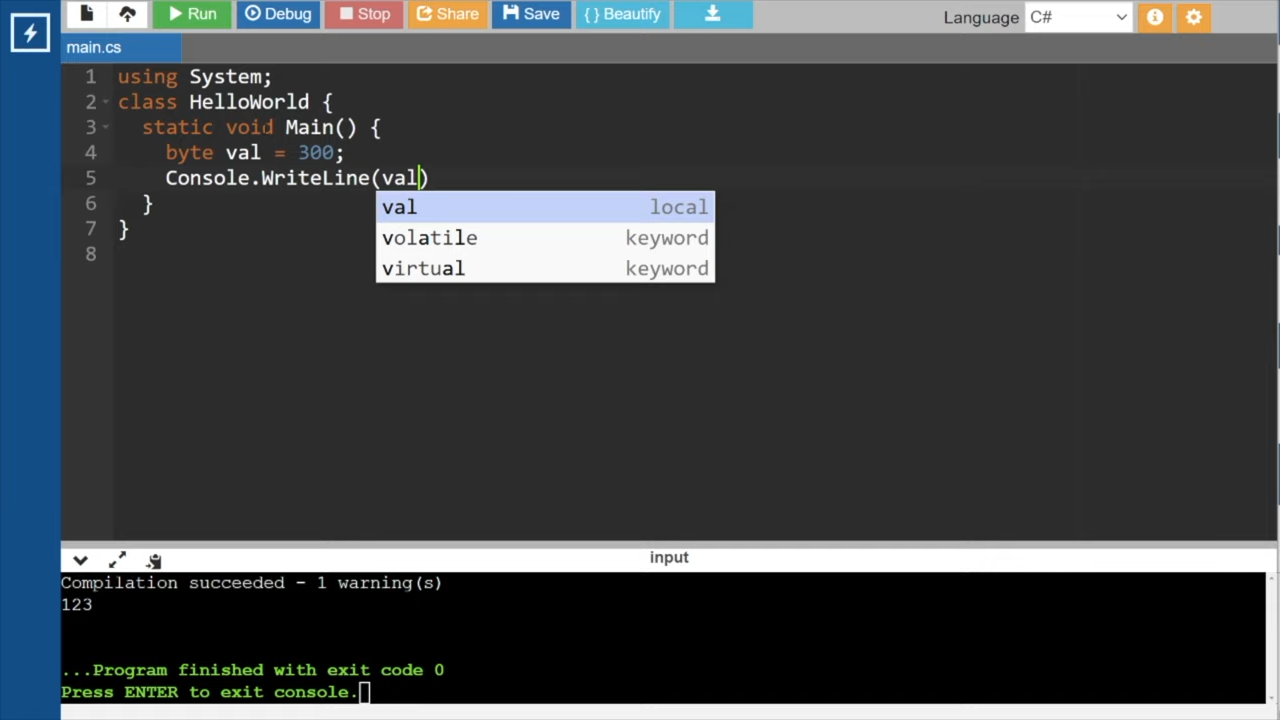 Run Debug Stop Share Save { } Beautify Language C#
main.cs
1 using System;
2 class HelloWorld {
3 static void Main() {
4 byte val = 300;
5 Console.WriteLine(val)
6 }
7 }
8
val local
volatile keyword
virtual keyword
input
Compilation succeeded - 1 warning(s)
123
...Program finished with exit code 0
Press ENTER to exit console.